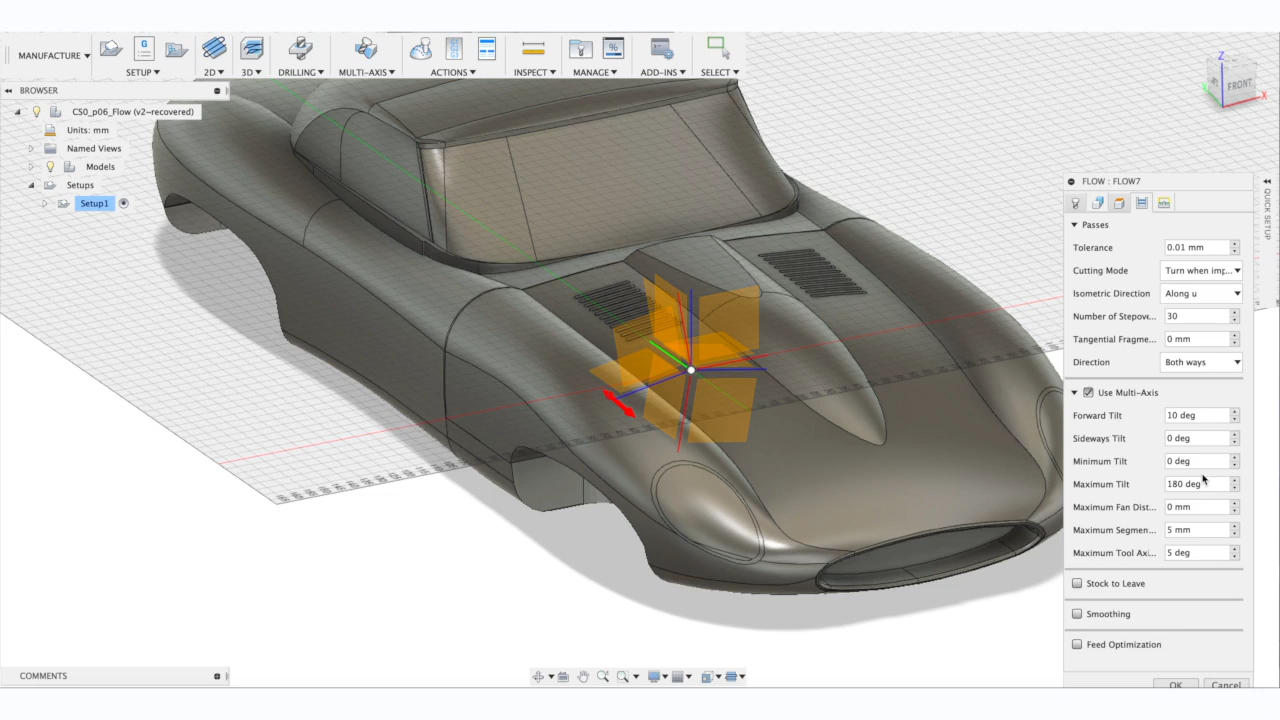 MANUFACTURE
SETUP
2D
3D
DRILLING
MULTI-AXIS
ACTIONS
INSPECT
MANAGE
ADD-INS
SELECT
G
%
BROWSER
CS0_p06_Flow (v2~recovered)
Units: mm
Named Views
Models
Setups
Setup1
Z
FRONT
X
FLOW : FLOW7
QUICK SETUP
Passes
Tolerance 0.01 mm
Cutting Mode Turn when imp...
Isometric Direction Along u
Number of Stepov... 30
Tangential Fragme... 0 mm
Direction Both ways
Use Multi-Axis
Forward Tilt 10 deg
Sideways Tilt 0 deg
Minimum Tilt 0 deg
Maximum Tilt 180 deg
Maximum Fan Dist... 0 mm
Maximum Segmen... 5 mm
Maximum Tool Axi... 5 deg
Stock to Leave
Smoothing
Feed Optimization
OK Cancel
COMMENTS